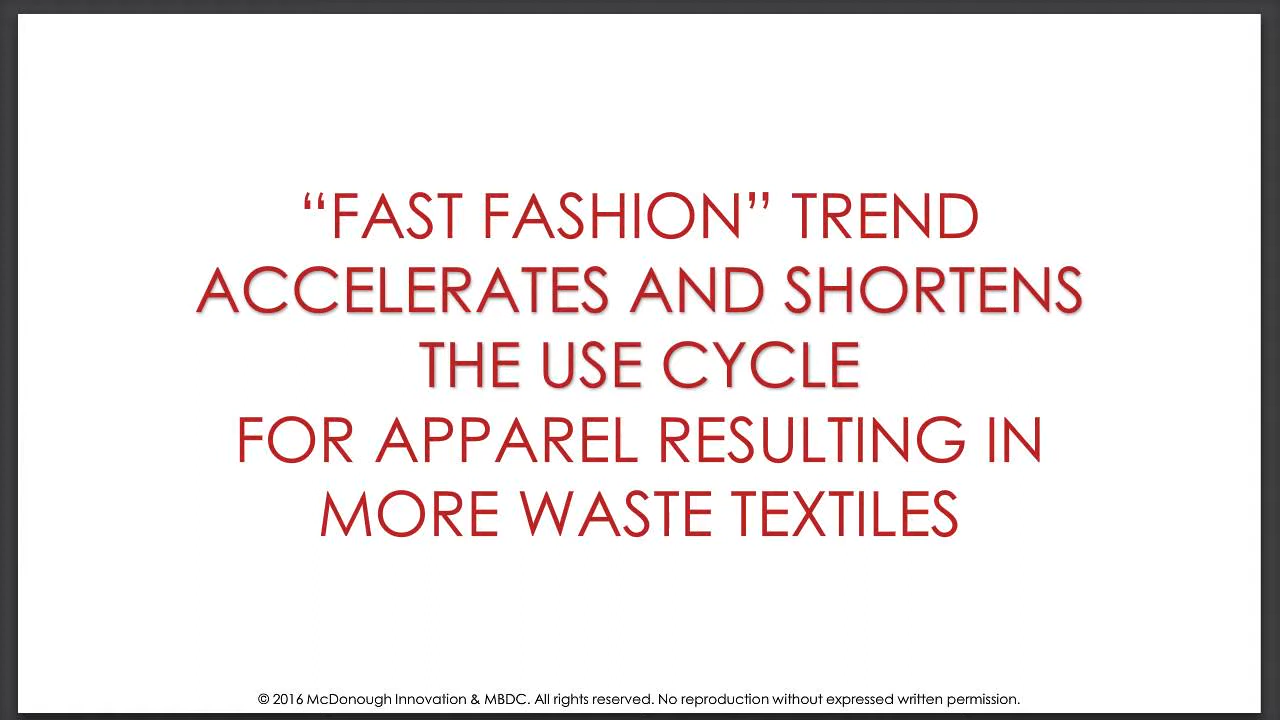 “FAST FASHION” TREND
ACCELERATES AND SHORTENS
THE USE CYCLE
FOR APPAREL RESULTING IN
MORE WASTE TEXTILES
© 2016 McDonough Innovation & MBDC. All rights reserved. No reproduction without expressed written permission.